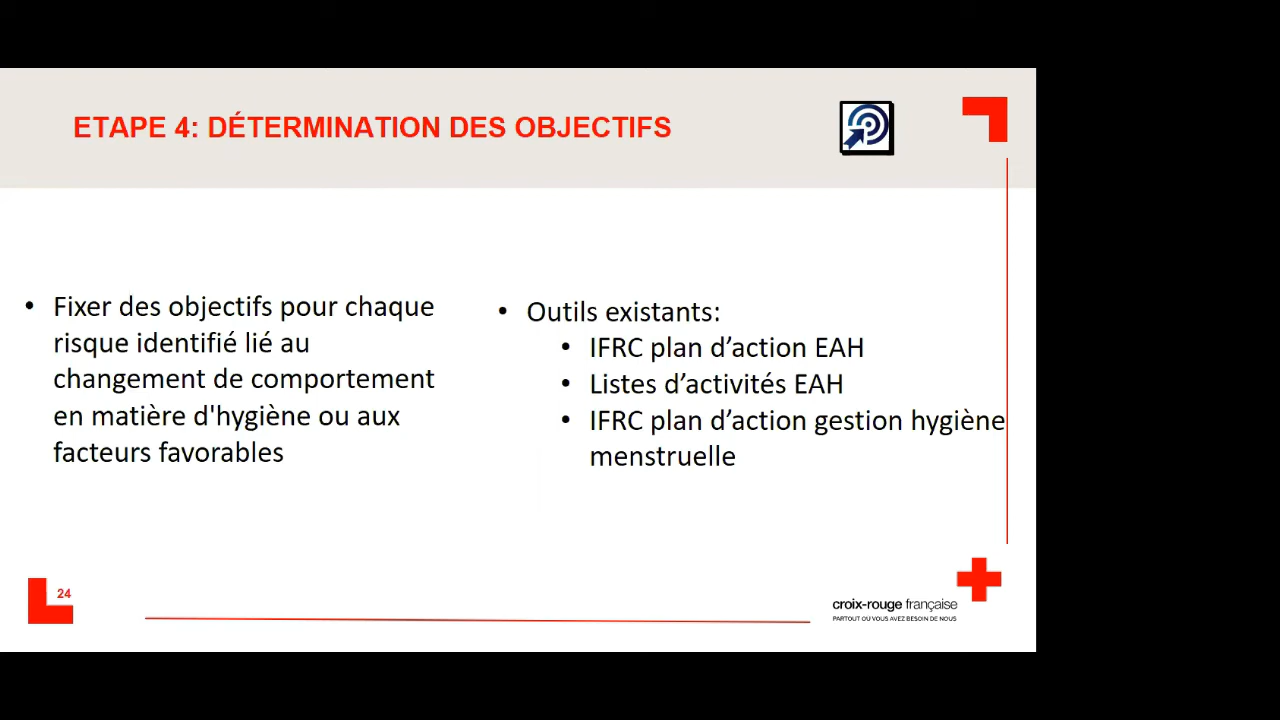 ETAPE 4: DÉTERMINATION DES OBJECTIFS
• Fixer des objectifs pour chaque
risque identifié lié au
changement de comportement
en matière d'hygiène ou aux
facteurs favorables
• Outils existants:
• IFRC plan d’action EAH
• Listes d’activités EAH
• IFRC plan d’action gestion hygiène
menstruelle
24
croix-rouge française
PARTOUT OÙ VOUS AVEZ BESOIN DE NOUS